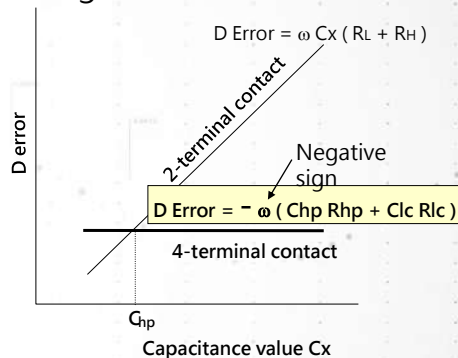 D Error = ω Cx ( RL + RH )
2-terminal contact
Negative
sign
D Error = - ω ( Chp Rhp + Clc Rlc )
4-terminal contact
D error
Chp
Capacitance value Cx